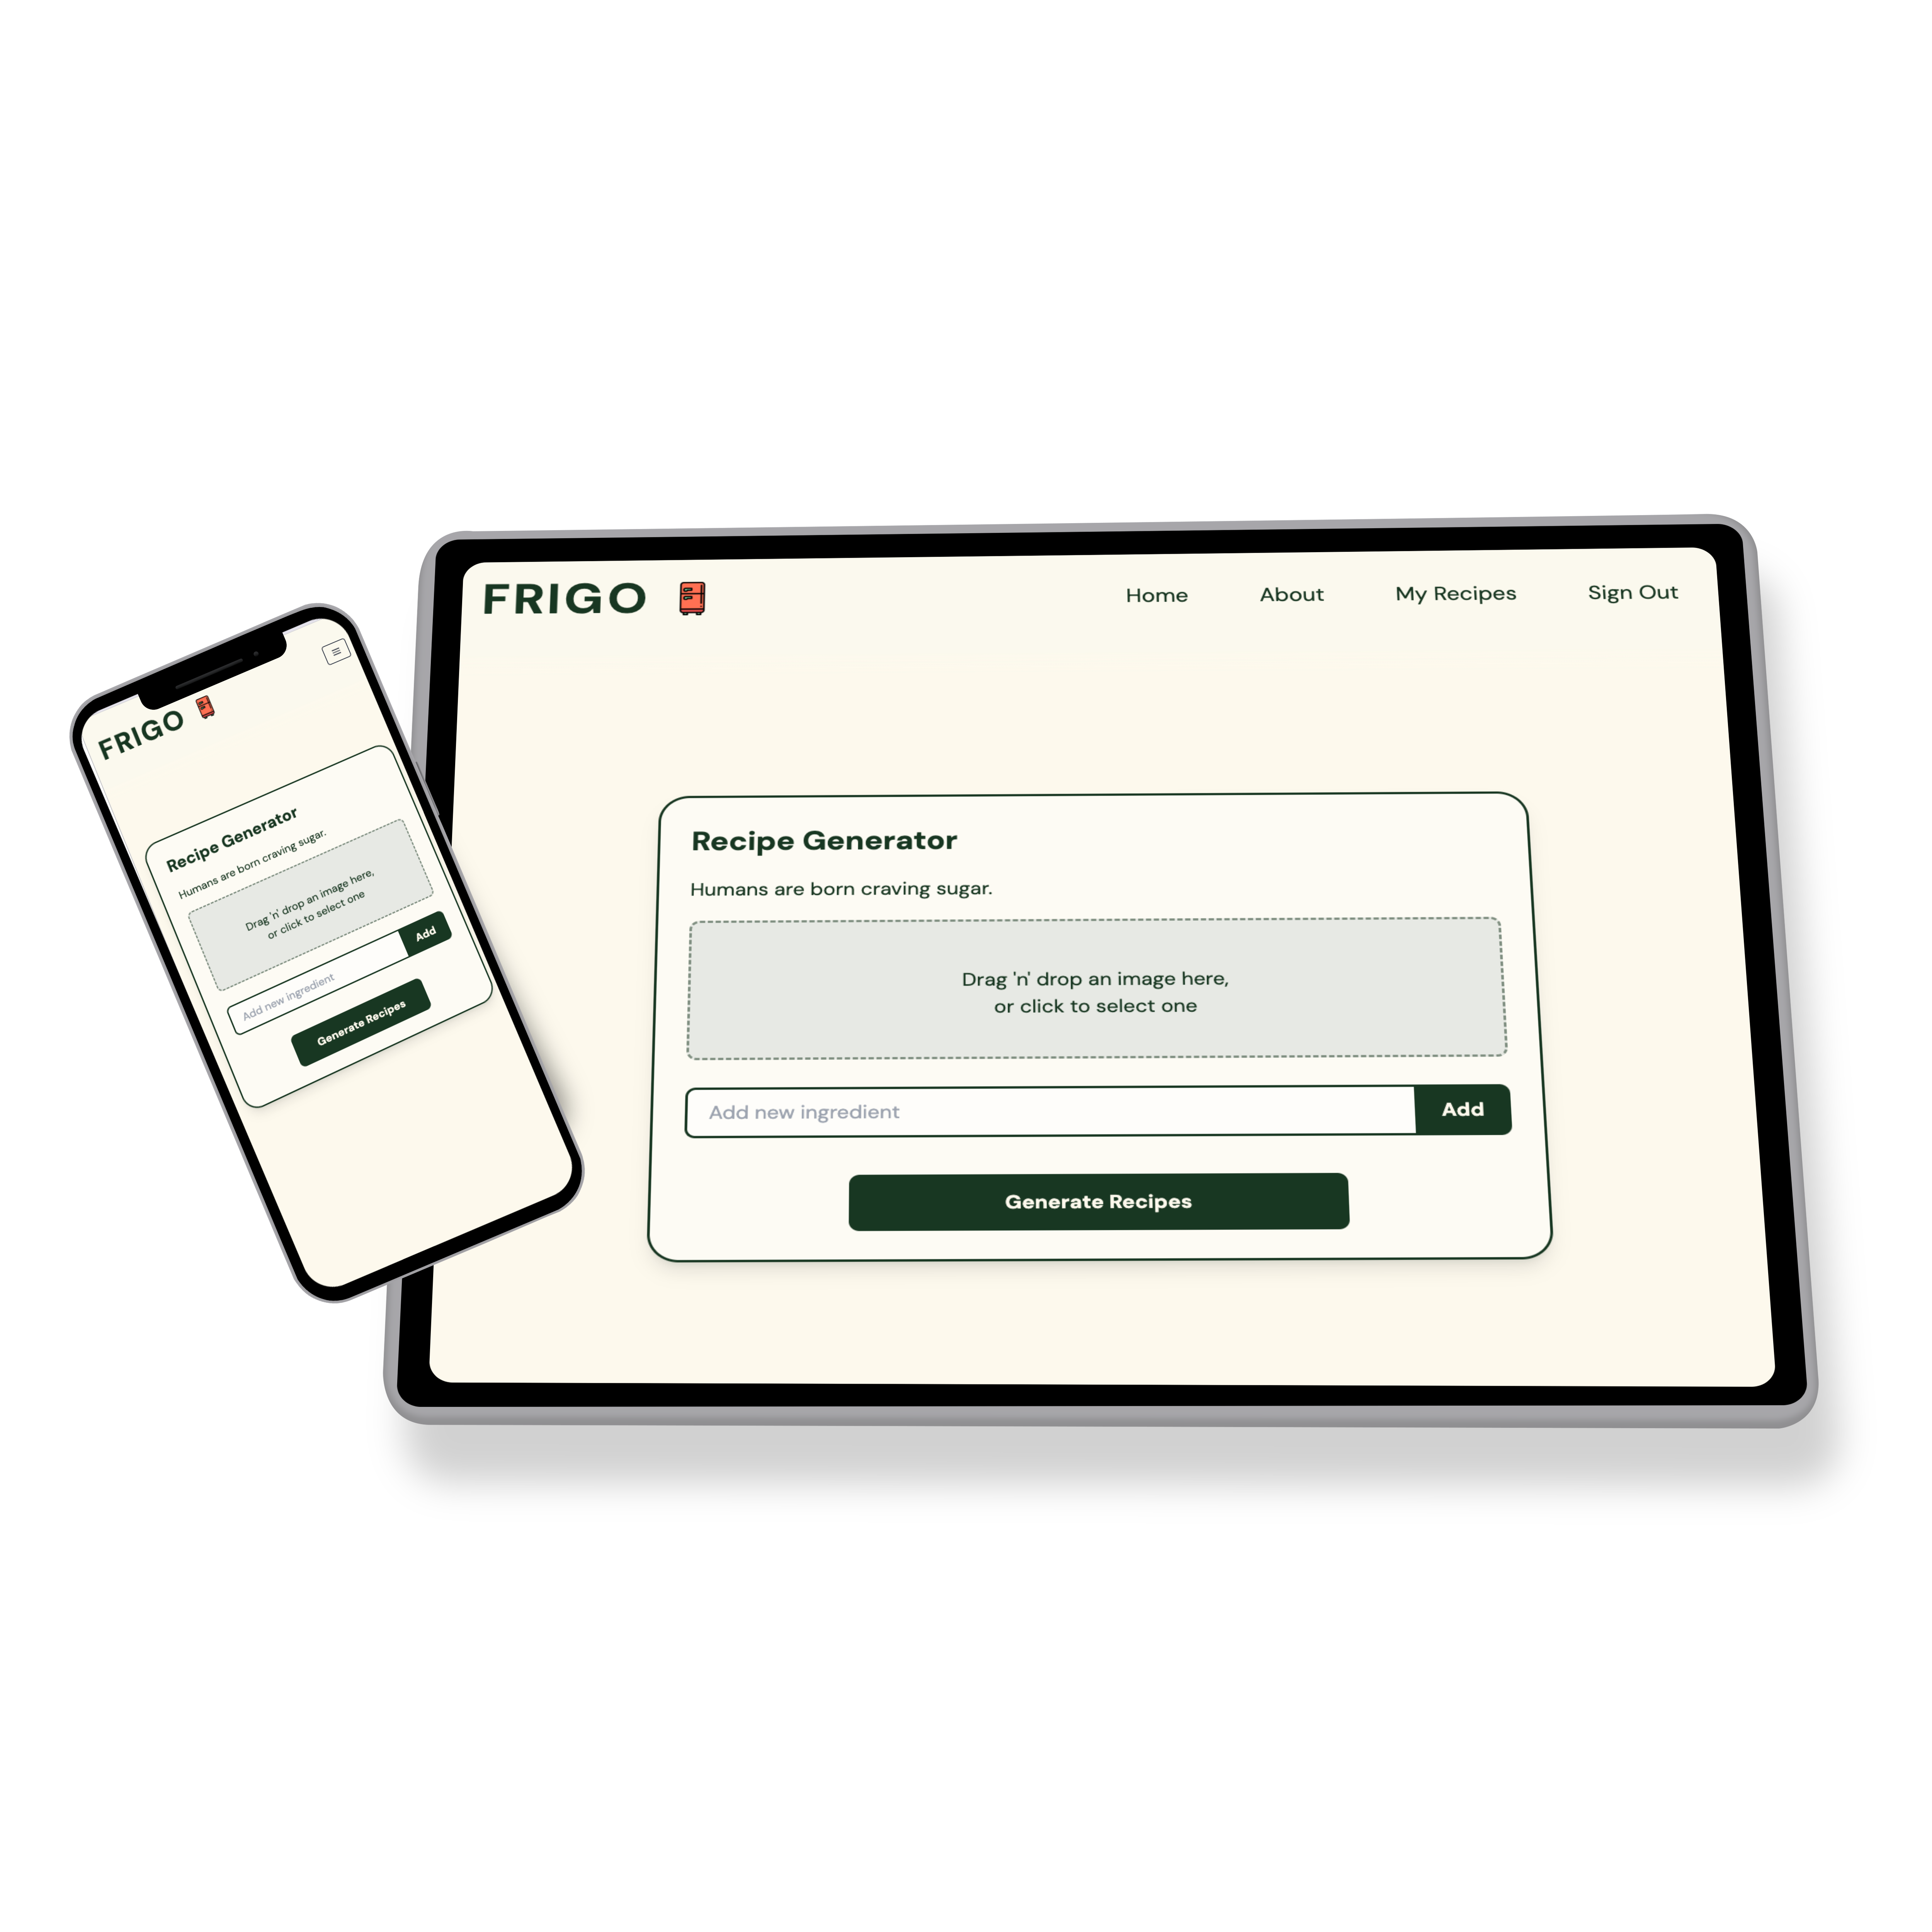 FRIGO
Home About My Recipes Sign Out
Recipe Generator
Humans are born craving sugar.
Drag 'n' drop an image here,
or click to select one
Add new ingredient Add
Generate Recipes
FRIGO
Recipe Generator
Humans are born craving sugar.
Drag 'n' drop an image here,
or click to select one
Add new ingredient Add
Generate Recipes